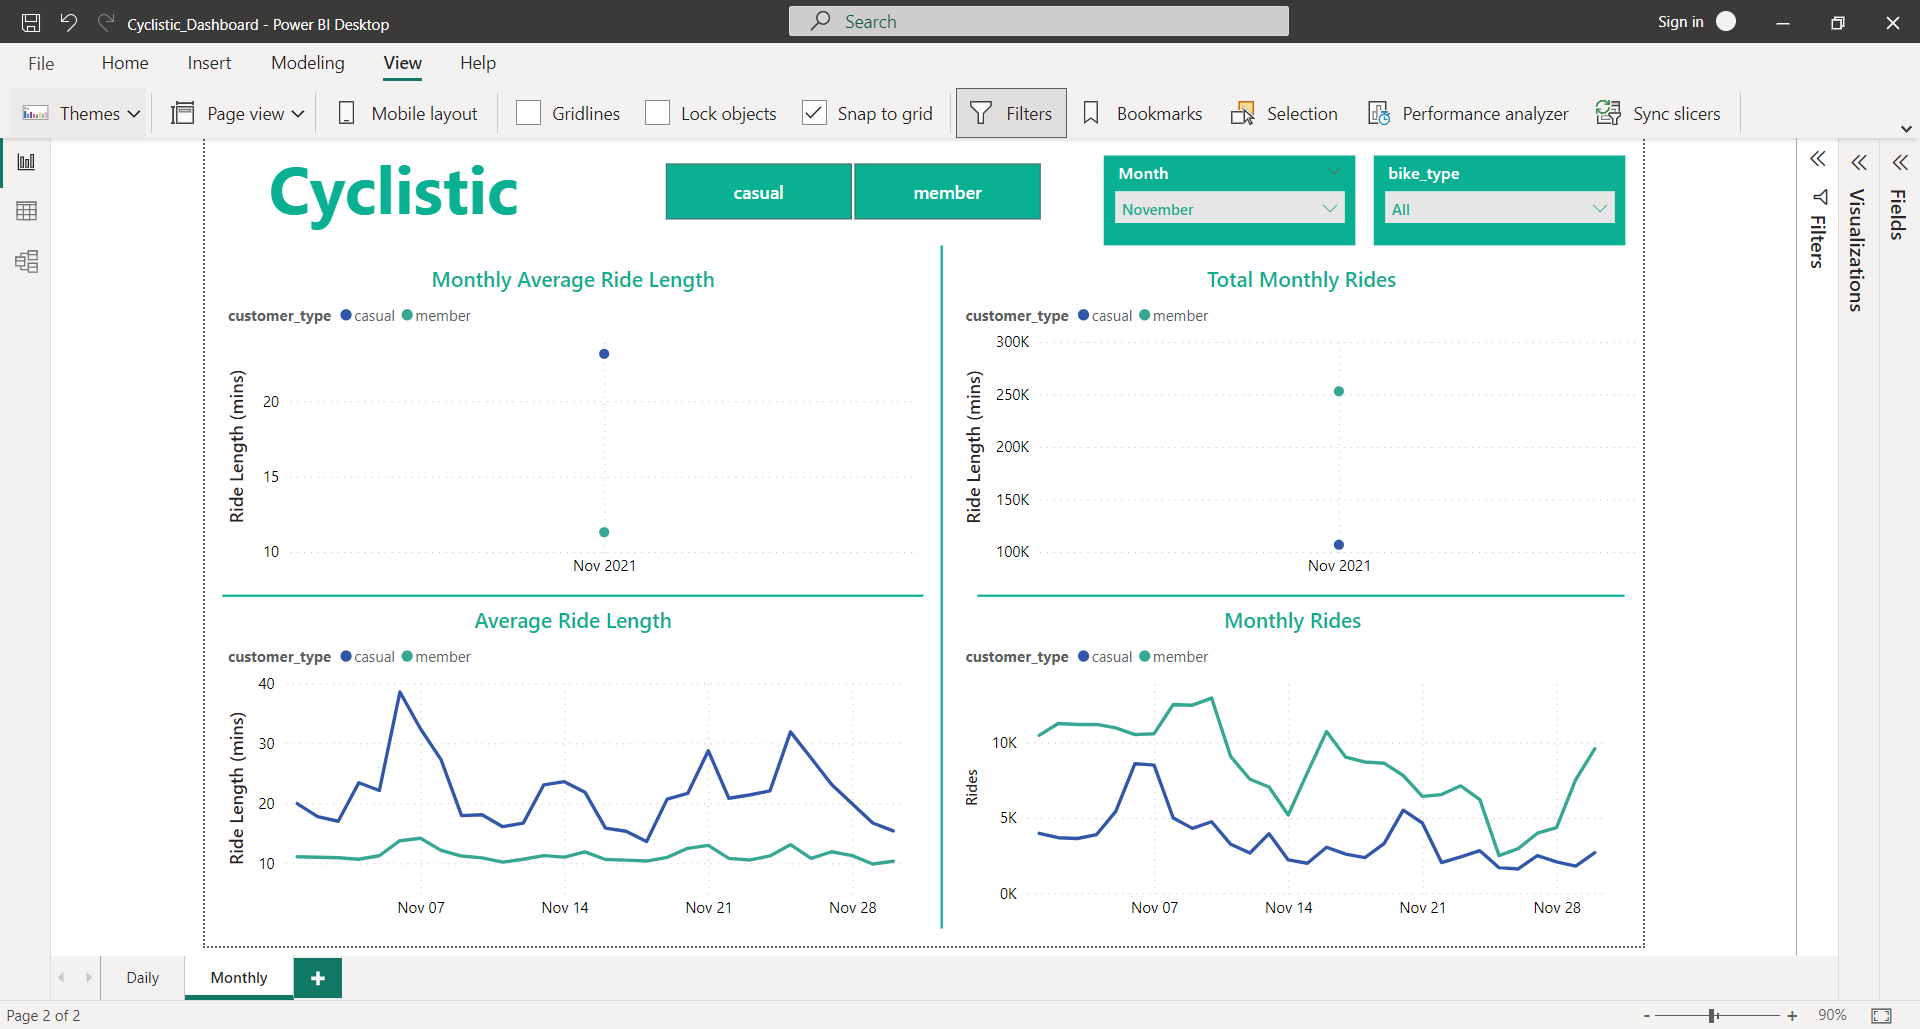 Cyclistic_Dashboard - Power BI Desktop
Search
Sign in
File Home Insert Modeling View Help
Themes Page view Mobile layout Gridlines Lock objects Snap to grid Filters Bookmarks Selection Performance analyzer Sync slicers
Cyclistic
casual member
Month
November
bike_type
All
Filters
Visualizations
Fields
Monthly Average Ride Length
customer_type casual member
Ride Length (mins)
20
15
10
Nov 2021
Total Monthly Rides
customer_type casual member
Ride Length (mins)
300K
250K
200K
150K
100K
Nov 2021
Average Ride Length
customer_type casual member
Ride Length (mins)
40
30
20
10
Nov 07 Nov 14 Nov 21 Nov 28
Monthly Rides
customer_type casual member
Rides
10K
5K
0K
Nov 07 Nov 14 Nov 21 Nov 28
Daily Monthly +
Page 2 of 2
- + 90%